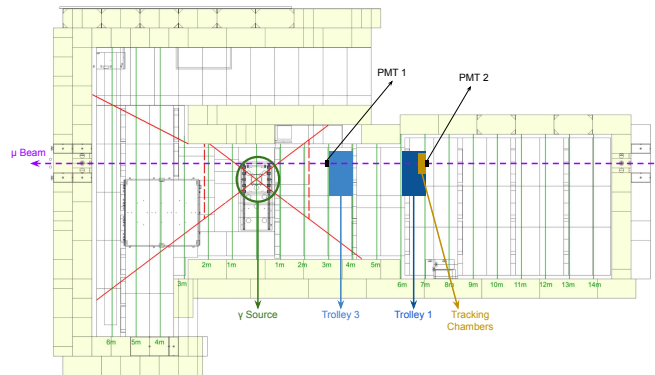 PMT 1
PMT 2
μ Beam
2m 1m 1m 2m 3m 4m 5m
3m
6m 7m 8m 9m 10m 11m 12m 13m 14m
6m 5m 4m
γ Source
Trolley 3
Trolley 1
Tracking
Chambers